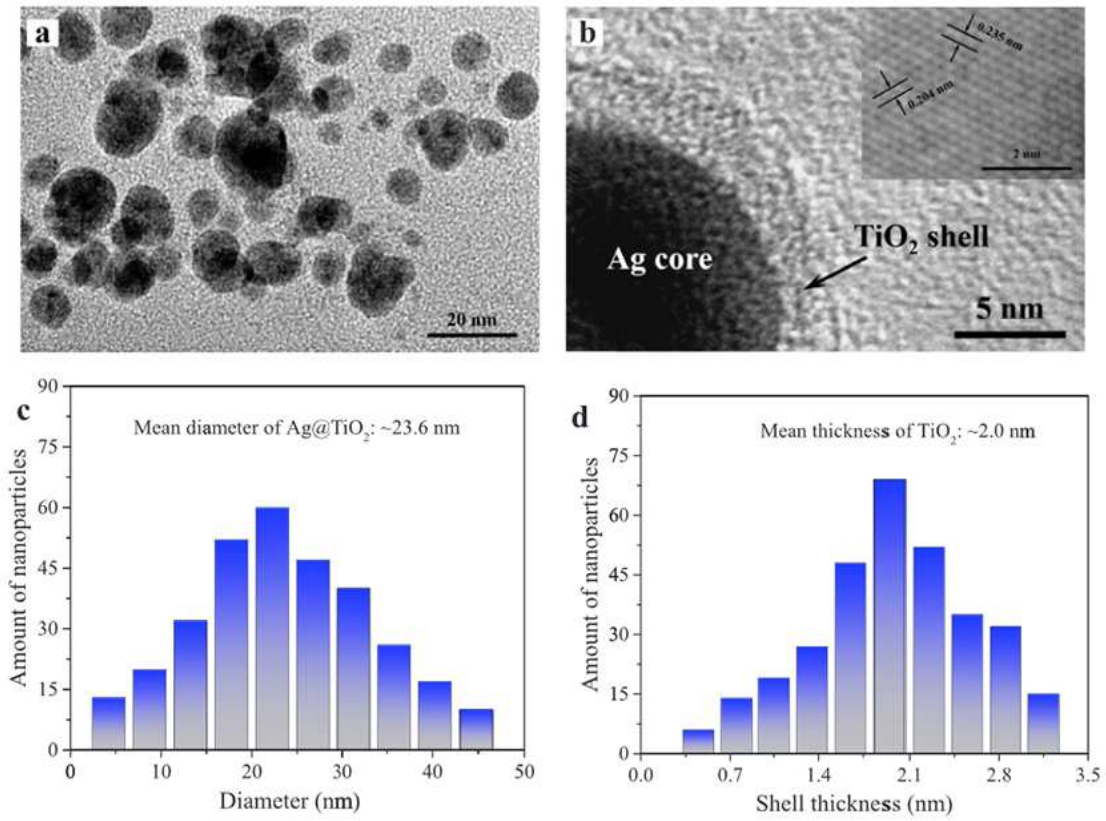 a
20 nm
b
0.235 nm
0.204 nm
2 nm
Ag core
TiO₂ shell
5 nm
c
Mean diameter of Ag@TiO₂: ~23.6 nm
Amount of nanoparticles
90
75
60
45
30
15
0
0 10 20 30 40 50
Diameter (nm)
d
Mean thickness of TiO₂: ~2.0 nm
Amount of nanoparticles
90
75
60
45
30
15
0
0.0 0.7 1.4 2.1 2.8 3.5
Shell thickness (nm)